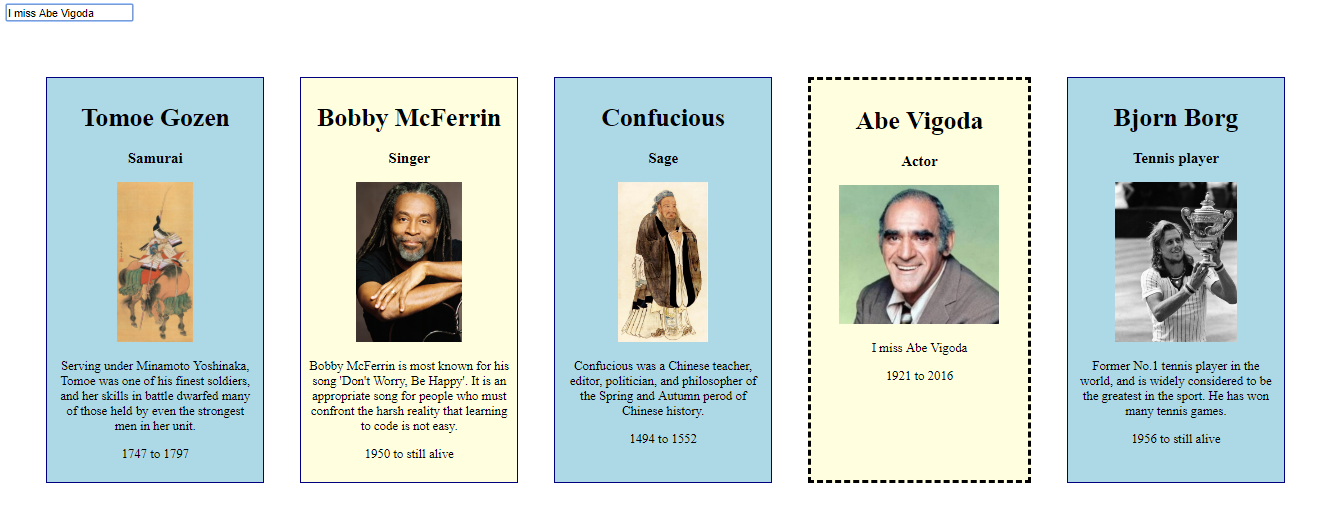 I miss Abe Vigoda
Tomoe Gozen
Samurai
Serving under Minamoto Yoshinaka,
Tomoe was one of his finest soldiers,
and her skills in battle dwarfed many
of those held by even the strongest
men in her unit.
1747 to 1797
Bobby McFerrin
Singer
Bobby McFerrin is most known for his
song 'Don't Worry, Be Happy'. It is an
appropriate song for people who must
confront the harsh reality that learning
to code is not easy.
1950 to still alive
Confucious
Sage
Confucious was a Chinese teacher,
editor, politician, and philosopher of
the Spring and Autumn perod of
Chinese history.
1494 to 1552
Abe Vigoda
Actor
I miss Abe Vigoda
1921 to 2016
Bjorn Borg
Tennis player
Former No.1 tennis player in the
world, and is widely considered to be
the greatest in the sport. He has won
many tennis games.
1956 to still alive